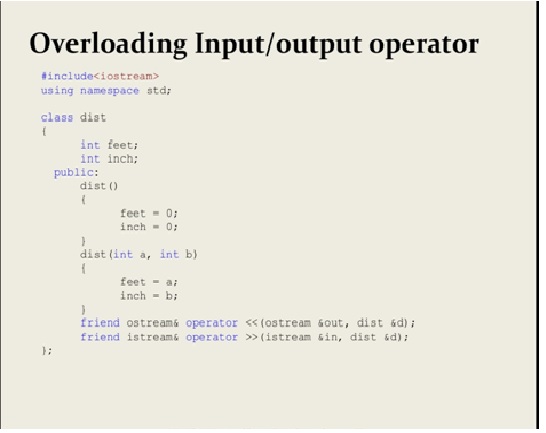 Overloading Input/output operator
#include<iostream>
using namespace std;
class dist
{
int feet;
int inch;
public:
dist()
{
feet = 0;
inch = 0;
}
dist(int a, int b)
{
feet = a;
inch = b;
}
friend ostream& operator <<(ostream &out, dist &d);
friend istream& operator >>(istream &in, dist &d);
};